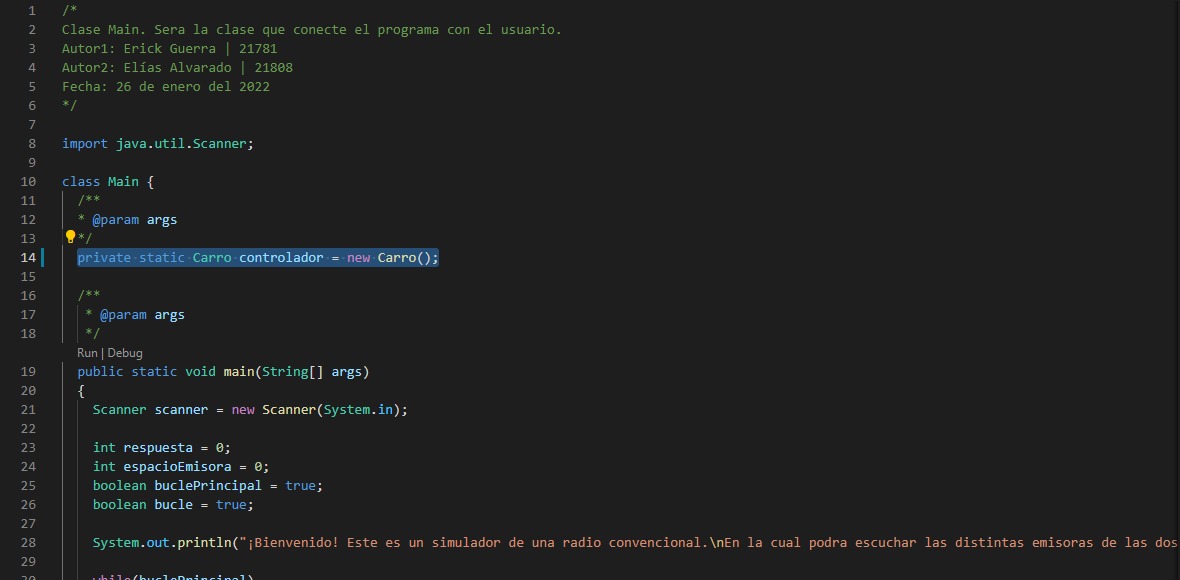 1 /*
2 Clase Main. Sera la clase que conecte el programa con el usuario.
3 Autor1: Erick Guerra | 21781
4 Autor2: Elías Alvarado | 21808
5 Fecha: 26 de enero del 2022
6 */
7
8 import java.util.Scanner;
9
10 class Main {
11 /**
12 * @param args
13 */
14 private static Carro controlador = new Carro();
15
16 /**
17 * @param args
18 */
Run | Debug
19 public static void main(String[] args)
20 {
21 Scanner scanner = new Scanner(System.in);
22
23 int respuesta = 0;
24 int espacioEmisora = 0;
25 boolean buclePrincipal = true;
26 boolean bucle = true;
27
28 System.out.println("¡Bienvenido! Este es un simulador de una radio convencional.\nEn la cual podra escuchar las distintas emisoras de las dos
29
30 while(buclePrincipal)